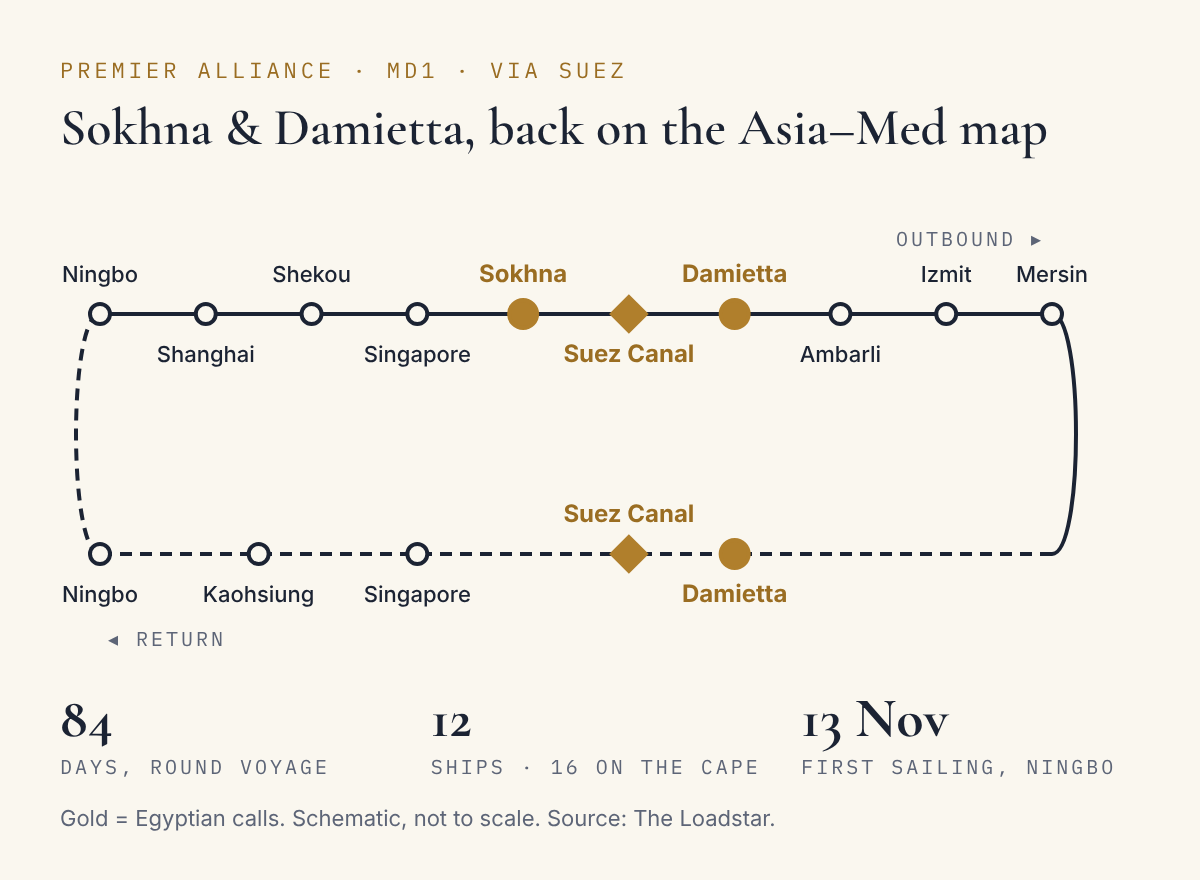 PREMIER ALLIANCE · MD1 · VIA SUEZ
Sokhna & Damietta, back on the Asia–Med map
OUTBOUND ▸
Ningbo Shekou Sokhna Damietta Izmit Mersin
Shanghai Singapore Suez Canal Ambarli
Suez Canal
Ningbo Kaohsiung Singapore Damietta
◂ RETURN
84 12 13 Nov
DAYS, ROUND VOYAGE SHIPS · 16 ON THE CAPE FIRST SAILING, NINGBO
Gold = Egyptian calls. Schematic, not to scale. Source: The Loadstar.